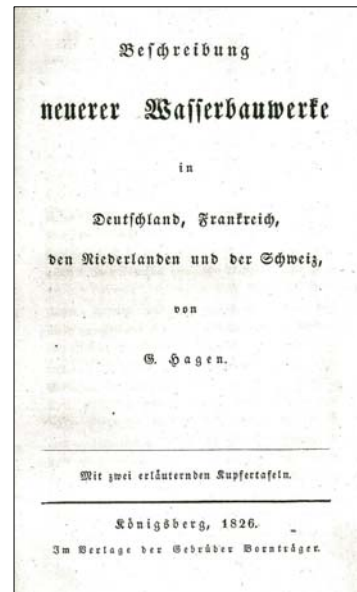 Beschreibung
neuerer Wasserbauwerke
in
Deutschland, Frankreich,
den Niederlanden und der Schweiz,
von
G. Hagen.
Mit zwei erläuternden Kupfertafeln.
Königsberg, 1826.
Im Verlage der Gebrüder Bornträger.